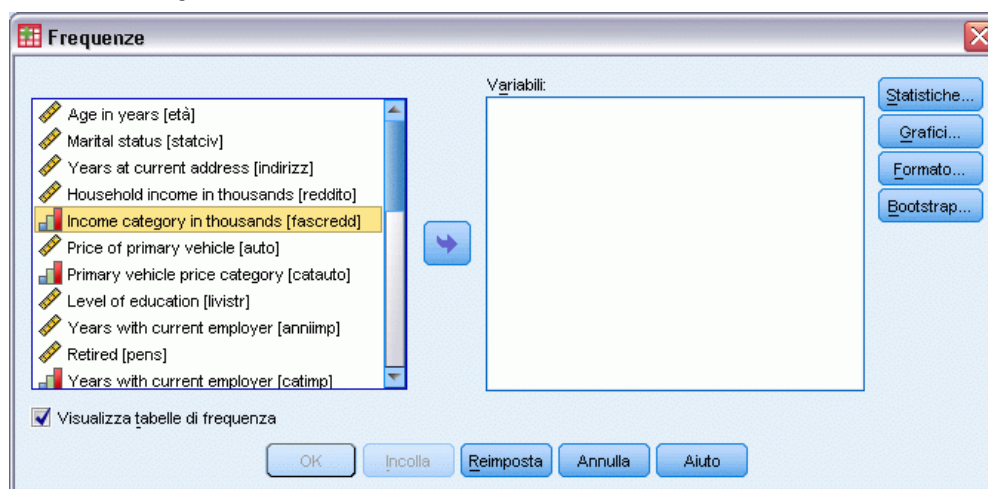 Frequenze
Variabili:
Age in years [età]
Marital status [statciv]
Years at current address [indirizz]
Household income in thousands [reddito]
Income category in thousands [fascredd]
Price of primary vehicle [auto]
Primary vehicle price category [catauto]
Level of education [livistr]
Years with current employer [anniimp]
Retired [pens]
Years with current employer [catimp]
Statistiche...
Grafici...
Formato...
Bootstrap...
Visualizza tabelle di frequenza
OK
Incolla
Reimposta
Annulla
Aiuto